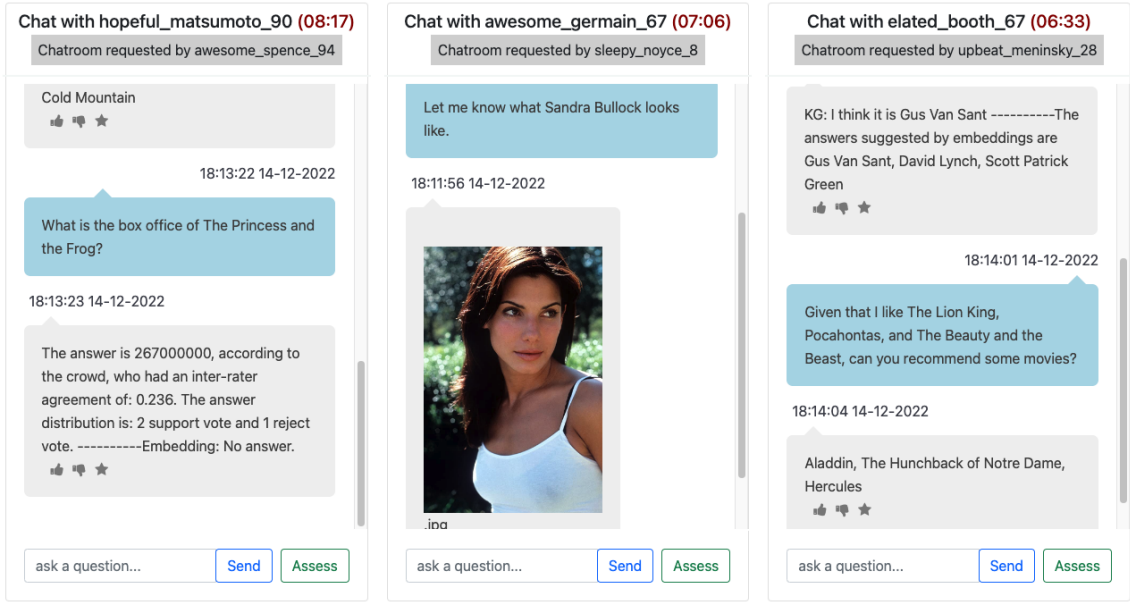 Chat with hopeful_matsumoto_90 (08:17)
Chatroom requested by awesome_spence_94
Cold Mountain
18:13:22 14-12-2022
What is the box office of The Princess and
the Frog?
18:13:23 14-12-2022
The answer is 267000000, according to
the crowd, who had an inter-rater
agreement of: 0.236. The answer
distribution is: 2 support vote and 1 reject
vote. ----------Embedding: No answer.
ask a question...
Send
Assess
Chat with awesome_germain_67 (07:06)
Chatroom requested by sleepy_noyce_8
Let me know what Sandra Bullock looks
like.
18:11:56 14-12-2022
.jpg
ask a question...
Send
Assess
Chat with elated_booth_67 (06:33)
Chatroom requested by upbeat_meninsky_28
KG: I think it is Gus Van Sant ----------The
answers suggested by embeddings are
Gus Van Sant, David Lynch, Scott Patrick
Green
18:14:01 14-12-2022
Given that I like The Lion King,
Pocahontas, and The Beauty and the
Beast, can you recommend some movies?
18:14:04 14-12-2022
Aladdin, The Hunchback of Notre Dame,
Hercules
ask a question...
Send
Assess